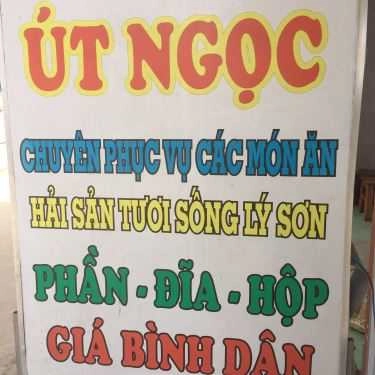 ÚT NGỌC
CHUYÊN PHỤC VỤ CÁC MÓN ĂN
HẢI SẢN TƯƠI SỐNG LÝ SƠN
PHẦN - ĐĨA - HỘP
GIÁ BÌNH DÂN